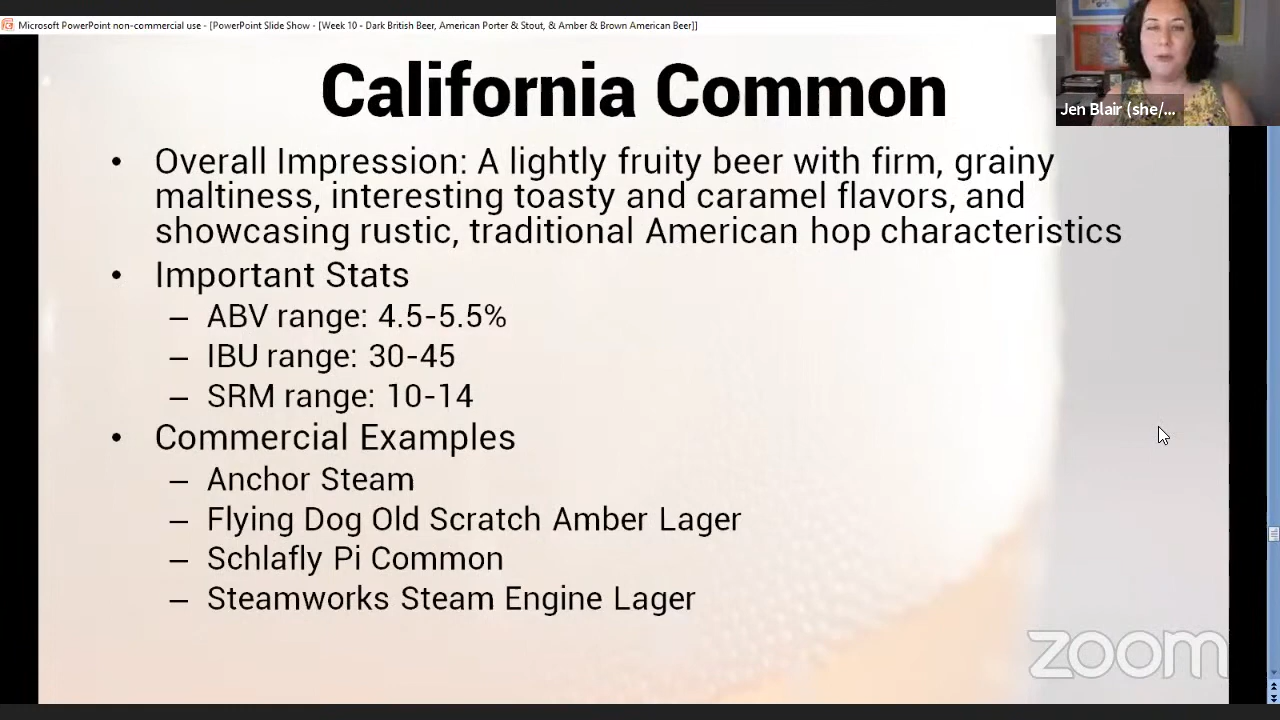 Microsoft PowerPoint non-commercial use - [PowerPoint Slide Show - [Week 10 - Dark British Beer, American Porter & Stout, & Amber & Brown American Beer]]
Jen Blair (she/...
California Common
• Overall Impression: A lightly fruity beer with firm, grainy
maltiness, interesting toasty and caramel flavors, and
showcasing rustic, traditional American hop characteristics
• Important Stats
– ABV range: 4.5-5.5%
– IBU range: 30-45
– SRM range: 10-14
• Commercial Examples
– Anchor Steam
– Flying Dog Old Scratch Amber Lager
– Schlafly Pi Common
– Steamworks Steam Engine Lager
zoom